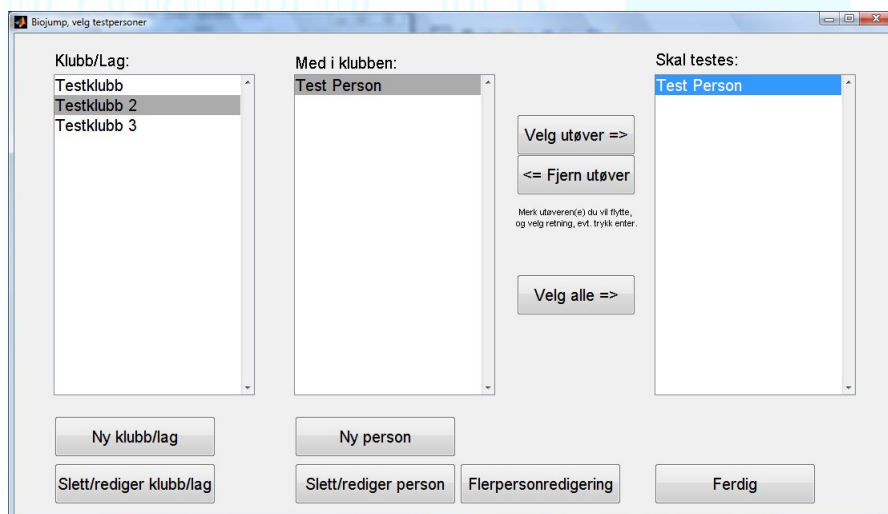 Biojump, velg testpersoner
Klubb/Lag:
Testklubb
Testklubb 2
Testklubb 3
Med i klubben:
Test Person
Velg utøver =>
<= Fjern utøver
Merk utøveren(e) du vil flytte,
og velg retning, evt. trykk enter.
Velg alle =>
Skal testes:
Test Person
Ny klubb/lag
Ny person
Slett/rediger klubb/lag
Slett/rediger person
Flerpersonredigering
Ferdig